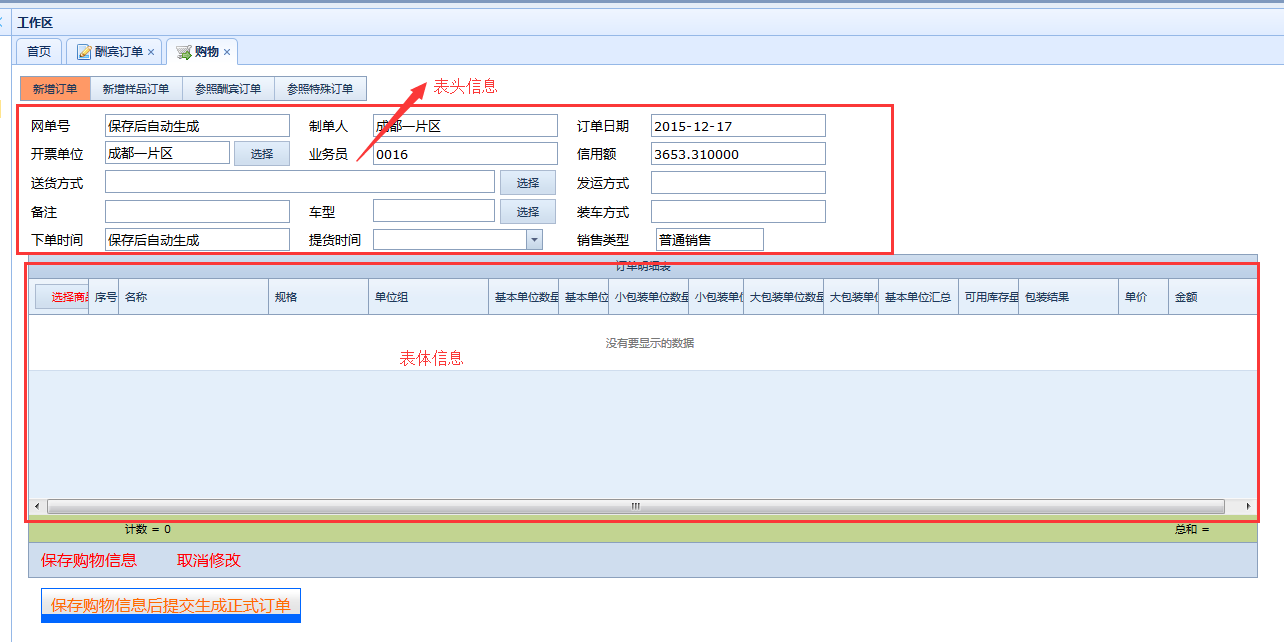 工作区
首页 酬宾订单 × 购物 ×
新增订单 新增样品订单 参照酬宾订单 参照特殊订单 表头信息
网单号 保存后自动生成 制单人 成都一片区 订单日期 2015-12-17
开票单位 成都一片区 选择 业务员 0016 信用额 3653.310000
送货方式 选择 发运方式
备注 车型 选择 装车方式
下单时间 保存后自动生成 提货时间 销售类型 普通销售
订单明细表
选择商 序号 名称 规格 单位组 基本单位数量 基本单位 小包装单位数量 小包装单位 大包装单位数量 大包装单位 基本单位汇总 可用库存量 包装结果 单价 金额
没有要显示的数据
表体信息
计数 = 0 总和 =
保存购物信息 取消修改
保存购物信息后提交生成正式订单